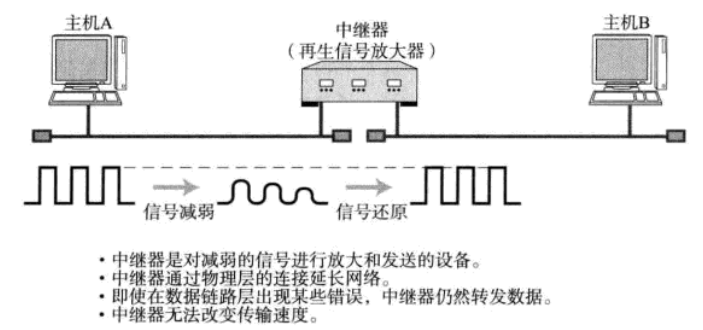 主机A
中继器
（再生信号放大器）
主机B
信号减弱
信号还原
・中继器是对减弱的信号进行放大和发送的设备。
・中继器通过物理层的连接延长网络。
・即使在数据链路层出现某些错误，中继器仍然转发数据。
・中继器无法改变传输速度。